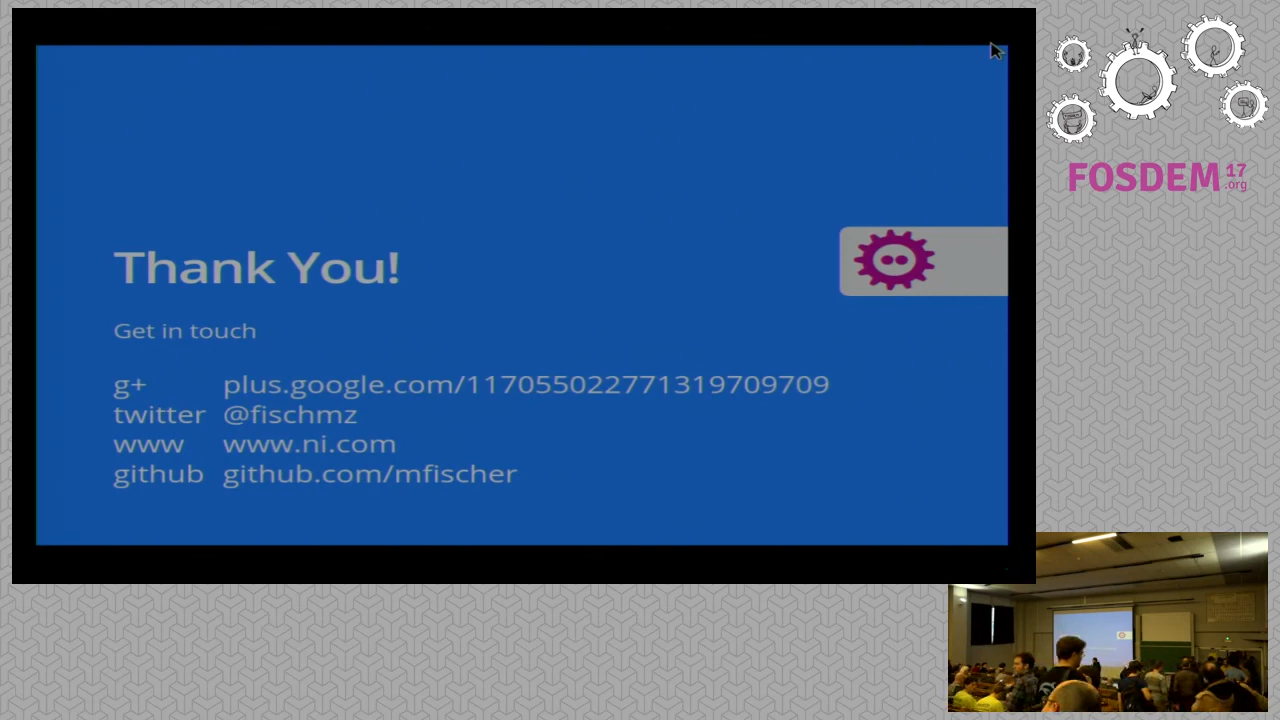 Thank You!
Get in touch
g+ plus.google.com/117055022771319709709
twitter @fischmz
www www.ni.com
github github.com/mfischer
FOSDEM 17
.org